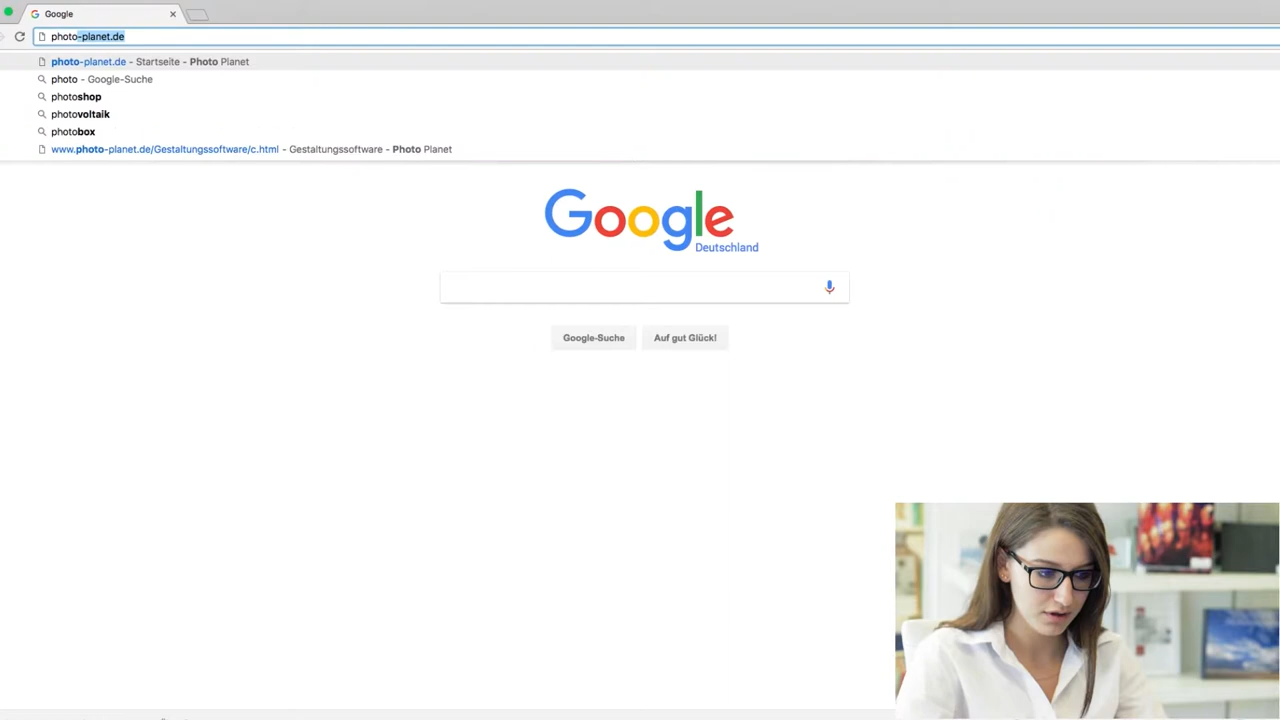 Google
photo-planet.de
photo-planet.de - Startseite - Photo Planet
photo - Google-Suche
photoshop
photovoltaik
photobox
www.photo-planet.de/Gestaltungssoftware/c.html - Gestaltungssoftware - Photo Planet
Google
Deutschland
Google-Suche
Auf gut Glück!